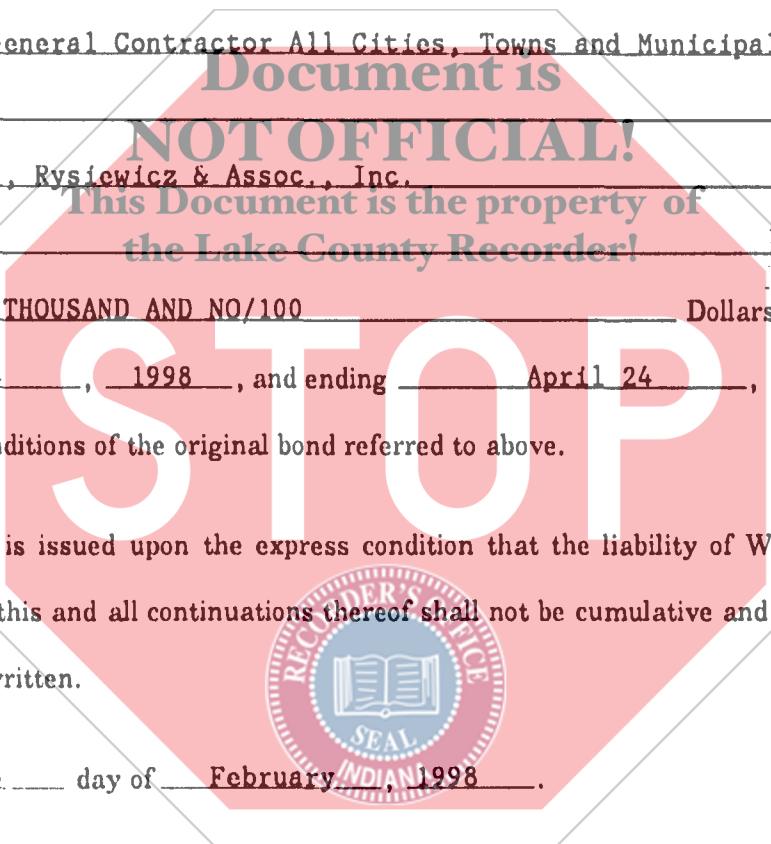 eneral Contractor All Cities, Towns and Municipal
Document is
NOT OFFICIAL!
, Rysiewicz & Assoc., Inc.
This Document is the property of
the Lake County Recorder!
THOUSAND AND NO/100 Dollars
, 1998, and ending April 24,
ditions of the original bond referred to above.
STOP
is issued upon the express condition that the liability of W
this and all continuations thereof shall not be cumulative and
ritten.
RECORDER'S OFFICE
SEAL
INDIANA
day of February, 1998.